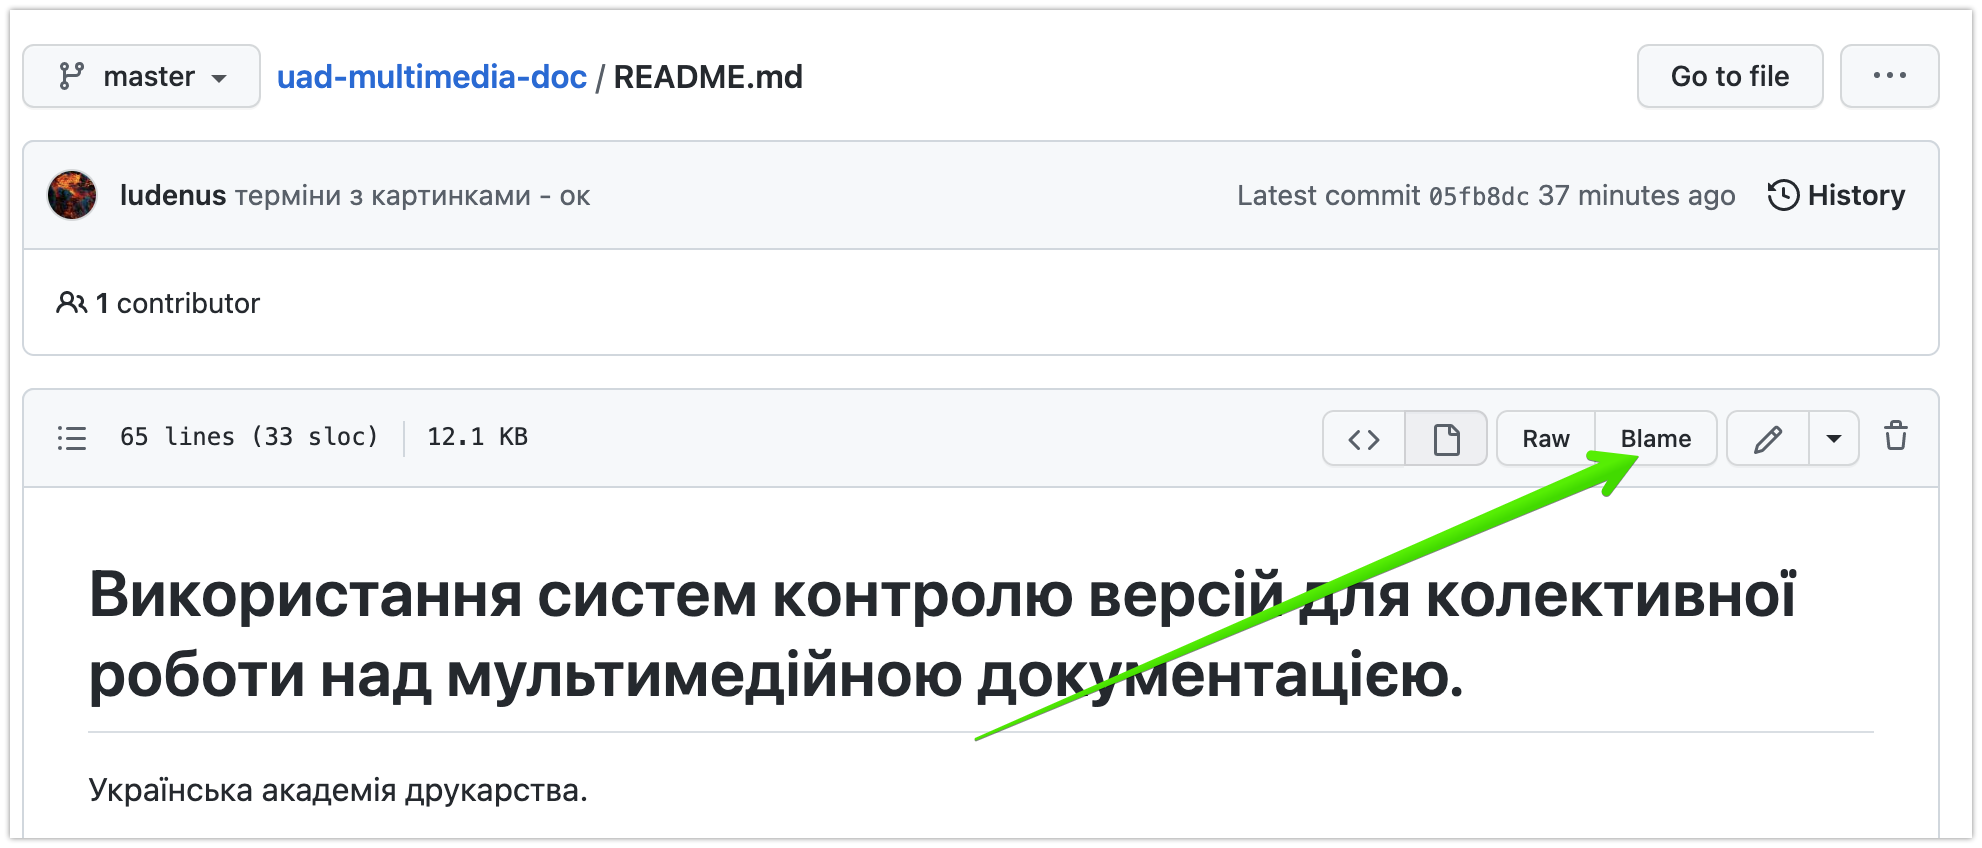 master uad-multimedia-doc / README.md Go to file ...
ludenus терміни з картинками - ок Latest commit 05fb8dc 37 minutes ago History
1 contributor
65 lines (33 sloc) 12.1 KB <> Raw Blame
Використання систем контролю версій для колективної
роботи над мультимедійною документацією.
Українська академія друкарства.